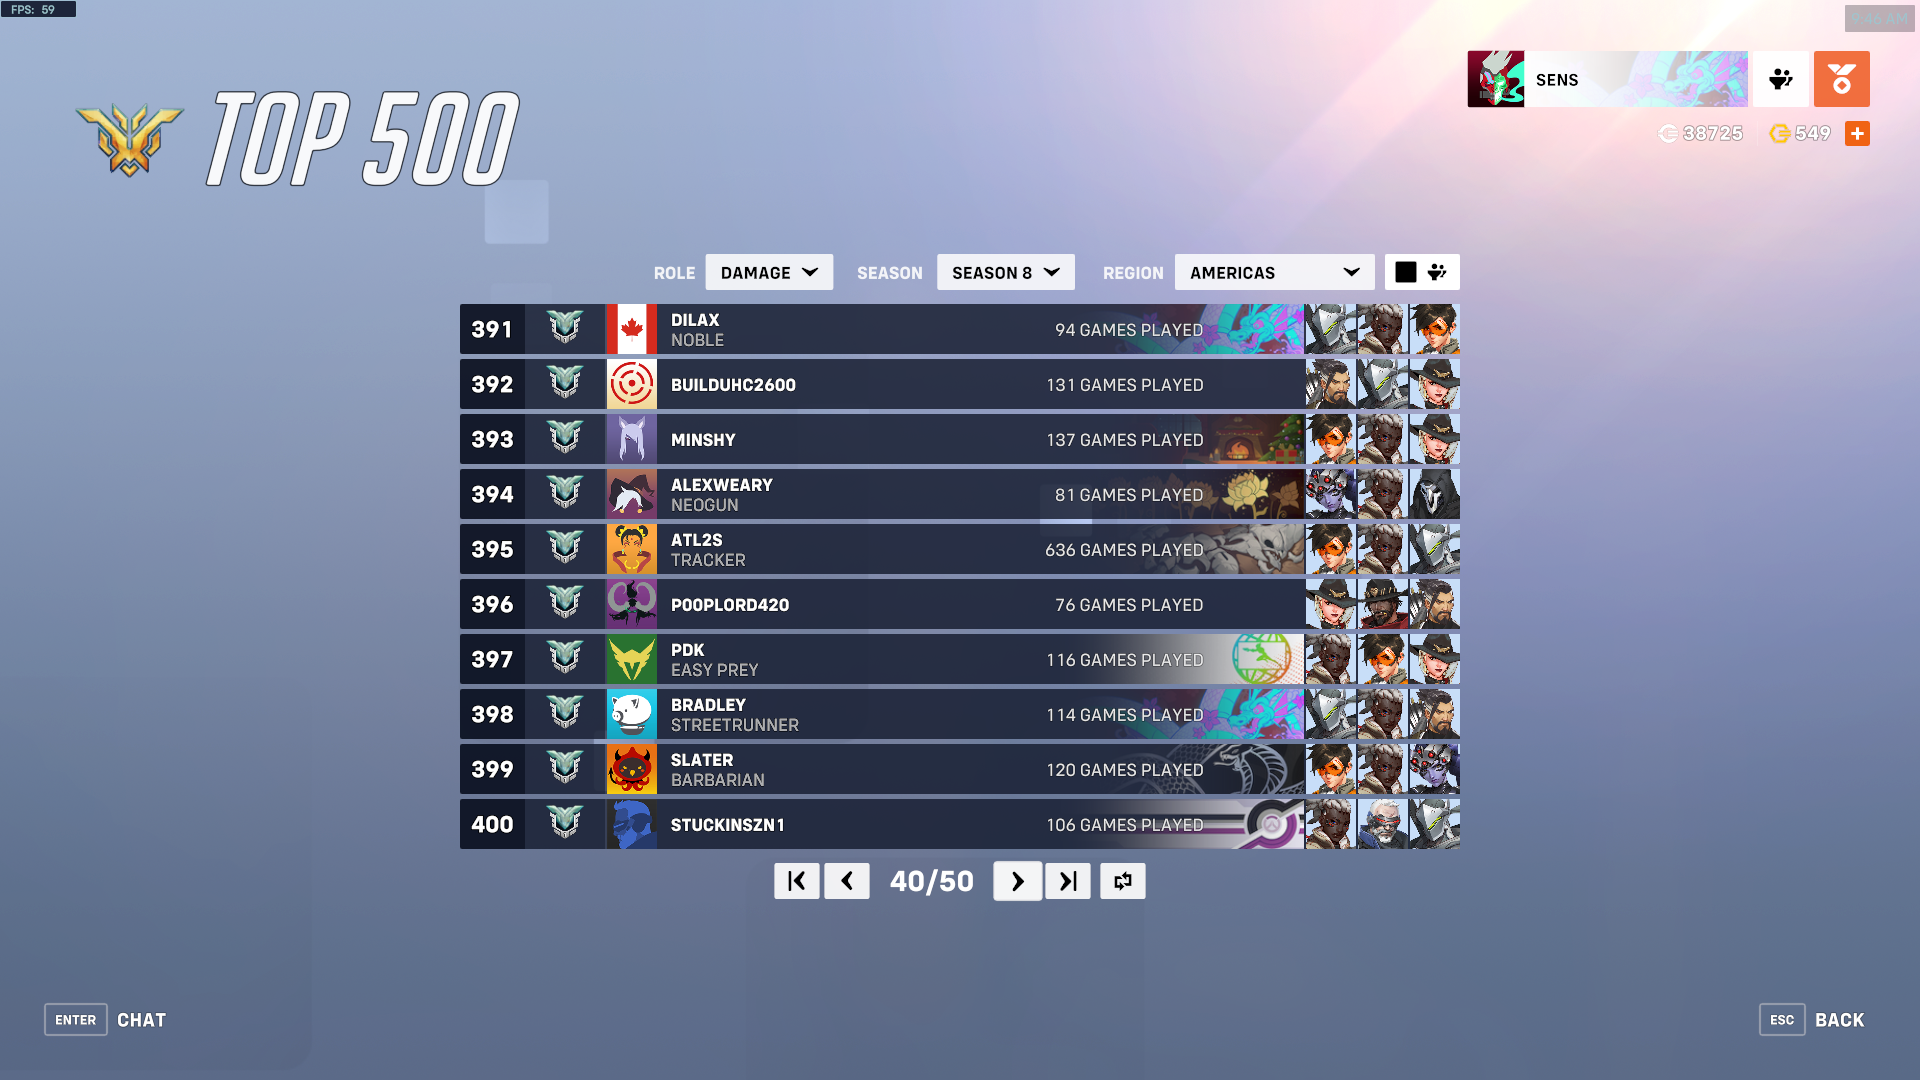 FPS: 59
9:46 AM
TOP 500
SENS
38725
549
ROLE
DAMAGE
SEASON
SEASON 8
REGION
AMERICAS
391 DILAX 94 GAMES PLAYED
NOBLE
392 BUILDUHC2600 131 GAMES PLAYED
393 MINSHY 137 GAMES PLAYED
394 ALEXWEARY 81 GAMES PLAYED
NEOGUN
395 ATL2S 636 GAMES PLAYED
TRACKER
396 P00PLORD420 76 GAMES PLAYED
397 PDK 116 GAMES PLAYED
EASY PREY
398 BRADLEY 114 GAMES PLAYED
STREETRUNNER
399 SLATER 120 GAMES PLAYED
BARBARIAN
400 STUCKINSZN1 106 GAMES PLAYED
40/50
ENTER CHAT
ESC BACK